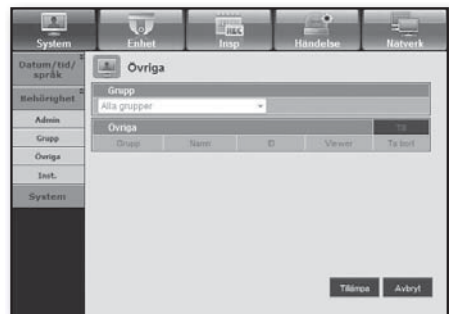 System Enhet Insp Händelse Nätverk
Datum/tid/
språk
Övriga
Behörighet
Grupp
Alla grupper
Admin
Övriga
Grupp
Grupp Namn ID Viewer Ta bort
Övriga
Inst.
System
Tillämpa Avbryt